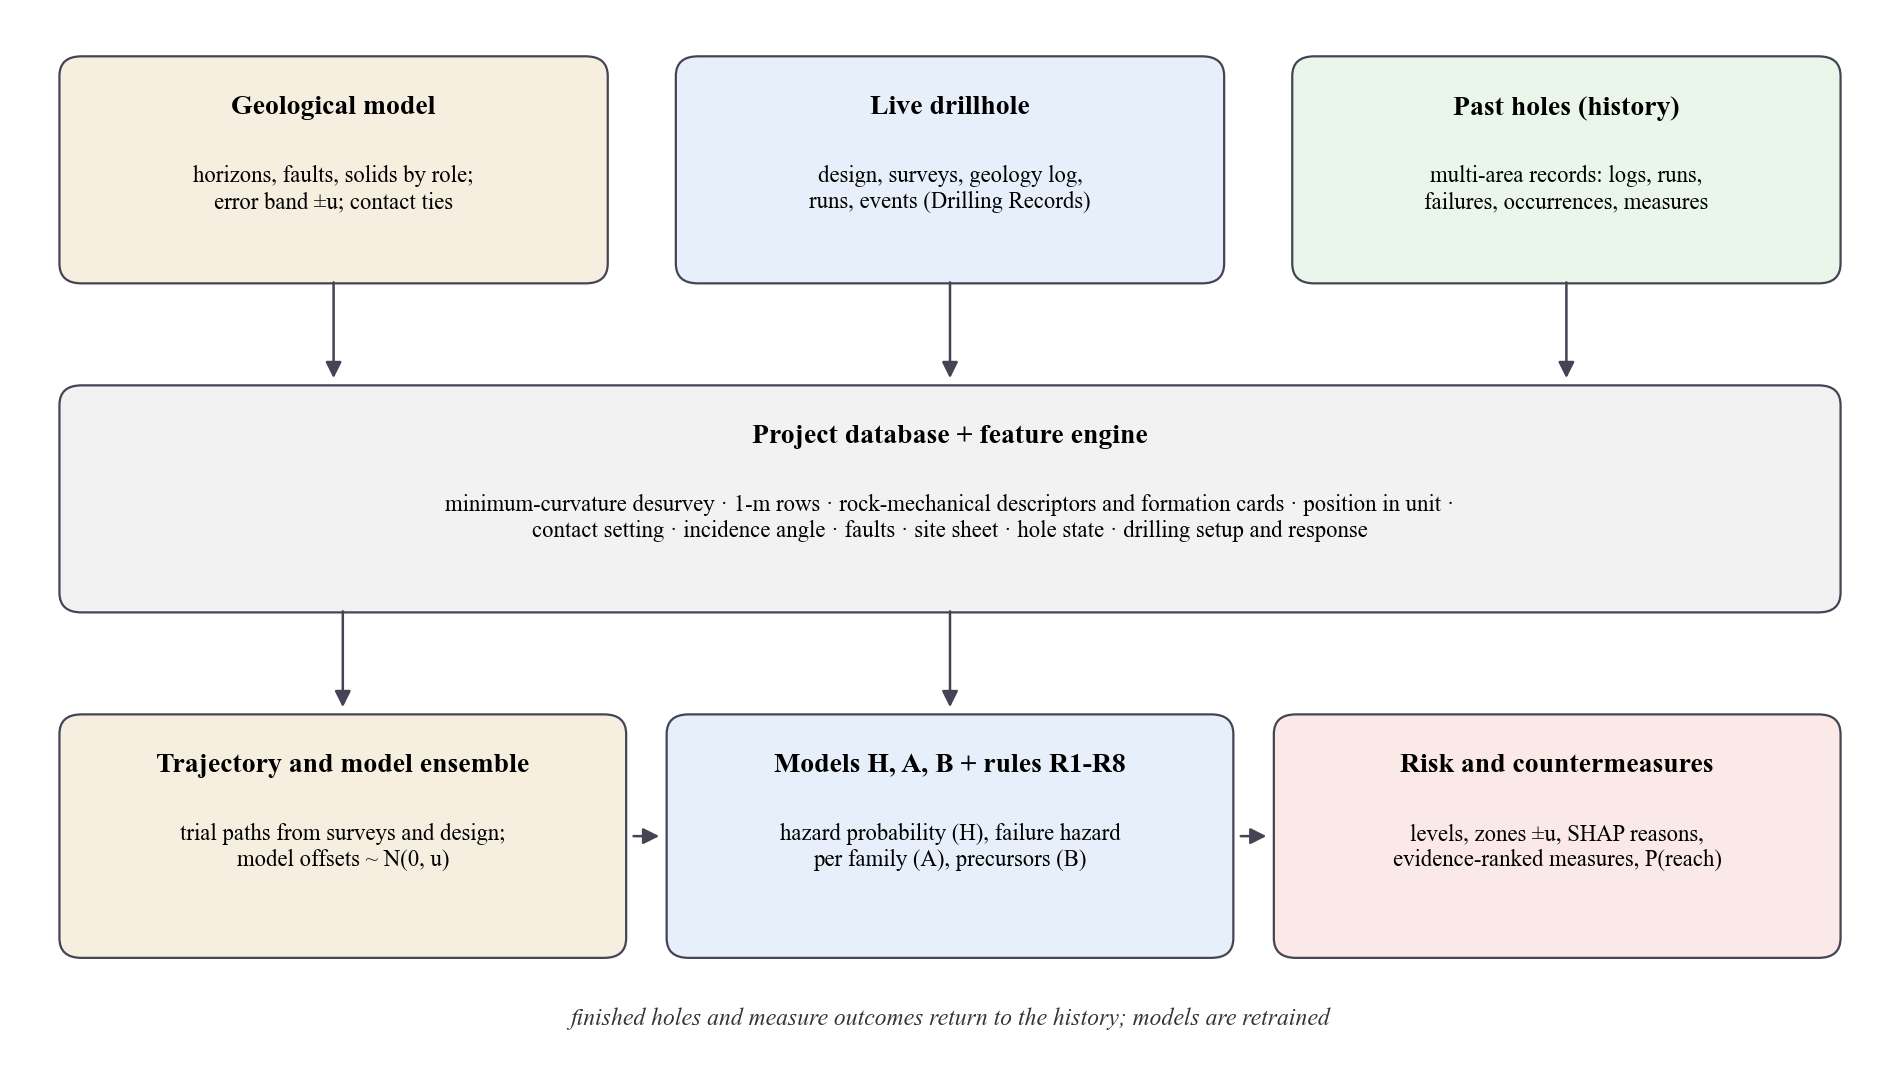 Geological model
horizons, faults, solids by role;
error band ±u; contact ties
Live drillhole
design, surveys, geology log,
runs, events (Drilling Records)
Past holes (history)
multi-area records: logs, runs,
failures, occurrences, measures
Project database + feature engine
minimum-curvature desurvey · 1-m rows · rock-mechanical descriptors and formation cards · position in unit ·
contact setting · incidence angle · faults · site sheet · hole state · drilling setup and response
Trajectory and model ensemble
trial paths from surveys and design;
model offsets ~ N(0, u)
Models H, A, B + rules R1-R8
hazard probability (H), failure hazard
per family (A), precursors (B)
Risk and countermeasures
levels, zones ±u, SHAP reasons,
evidence-ranked measures, P(reach)
finished holes and measure outcomes return to the history; models are retrained